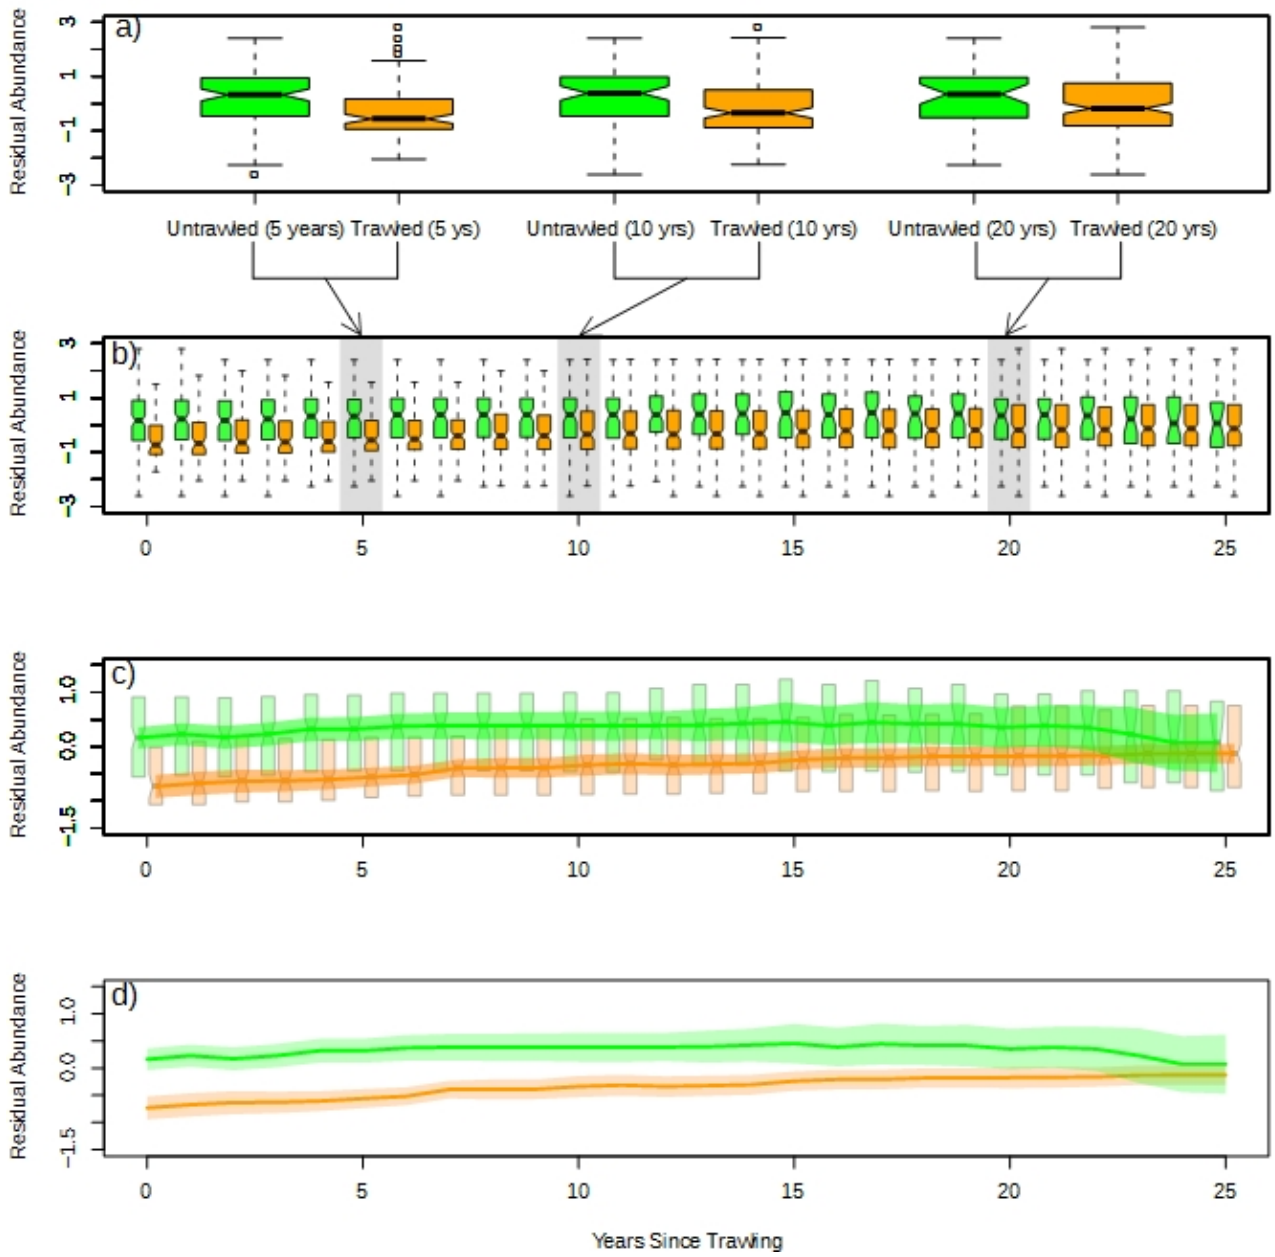 a)
Residual Abundance
3
1
−1
−3
Untrawled (5 years) Trawled (5 ys) Untrawled (10 yrs) Trawled (10 yrs) Untrawled (20 yrs) Trawled (20 yrs)
b)
Residual Abundance
3
1
−1
−3
0 5 10 15 20 25
c)
Residual Abundance
1.0
0.0
−1.5
0 5 10 15 20 25
d)
Residual Abundance
1.0
0.0
−1.5
0 5 10 15 20 25
Years Since Trawling